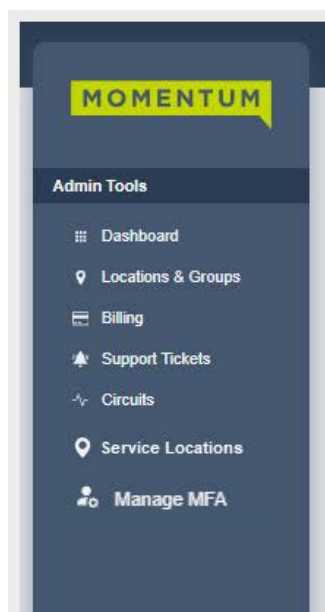 MOMENTUM
Admin Tools
Dashboard
Locations & Groups
Billing
Support Tickets
Circuits
Service Locations
Manage MFA